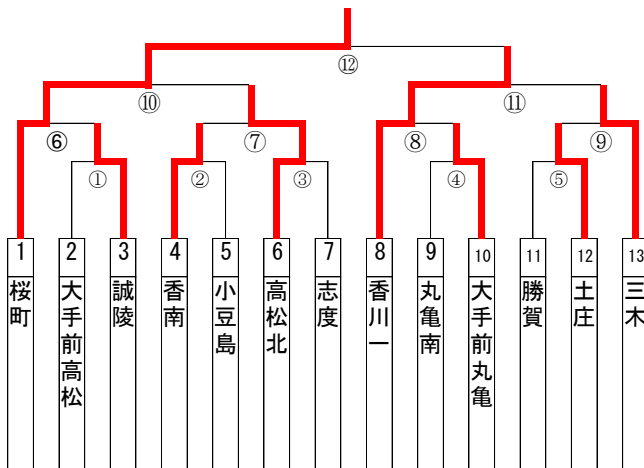 ⑫
⑩ ⑪
⑥ ⑦ ⑧ ⑨
① ② ③ ④ ⑤
1 2 3 4 5 6 7 8 9 10 11 12 13
桜町
大手前高松
誠陵
香南
小豆島
高松北
志度
香川一
丸亀南
大手前丸亀
勝賀
土庄
三木